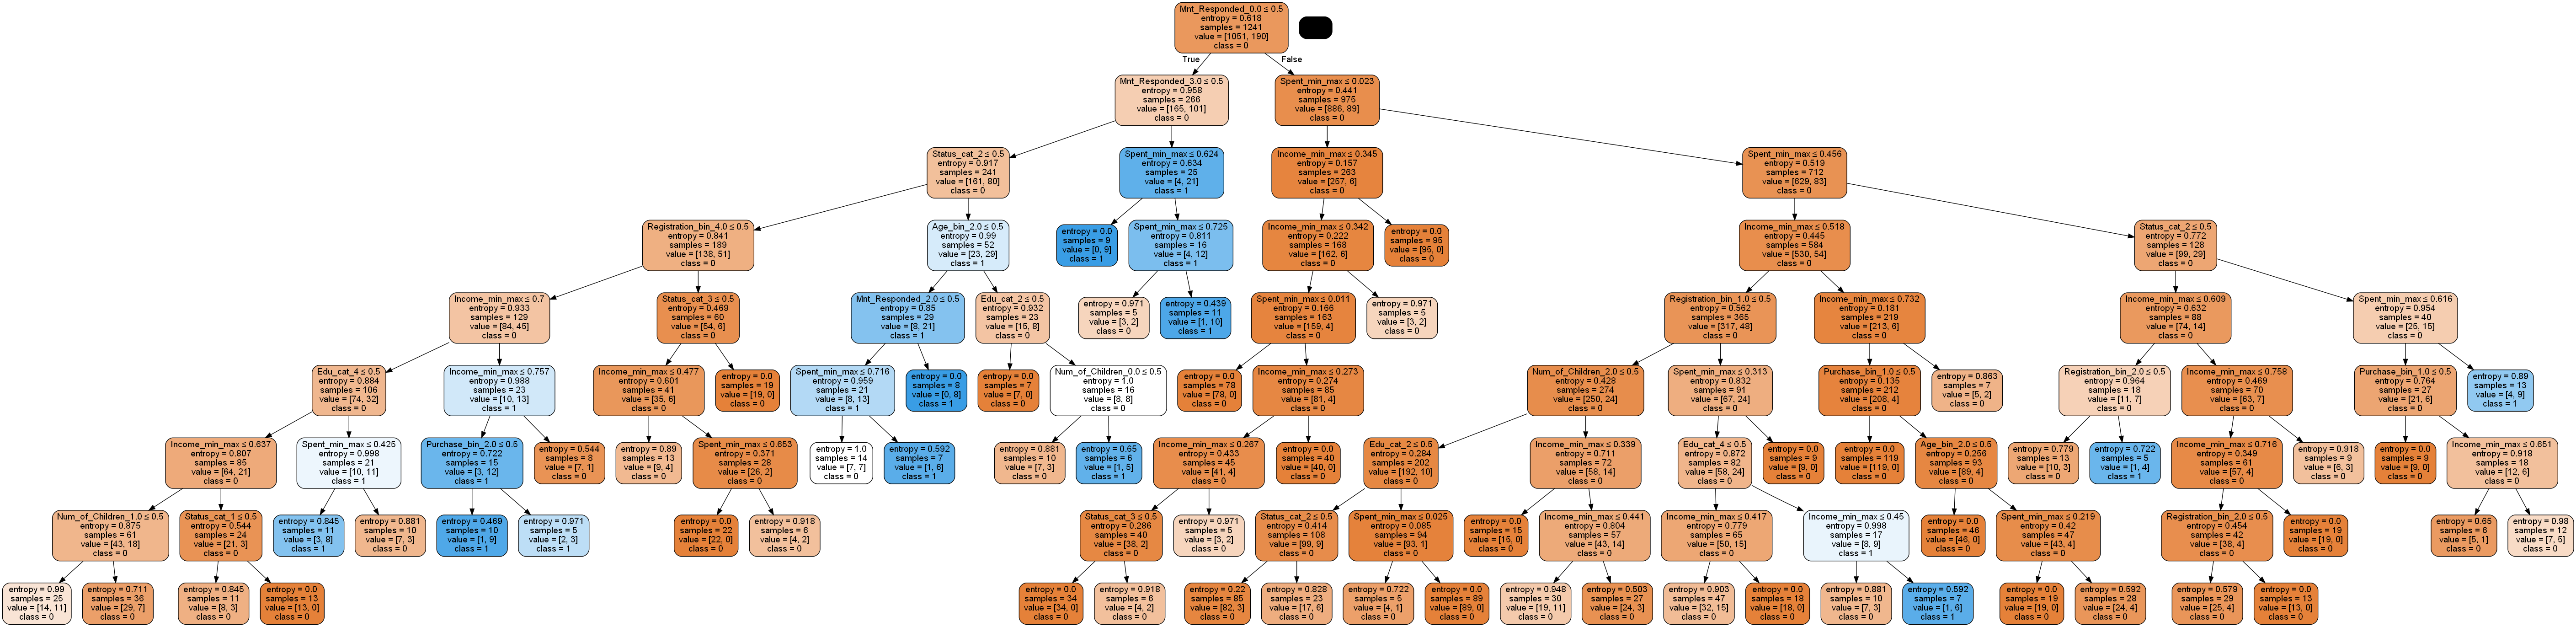 Mnt_Responded_0.0 ≤ 0.5
entropy = 0.618
samples = 1241
value = [1051, 190]
class = 0
True
False
Mnt_Responded_3.0 ≤ 0.5
entropy = 0.958
samples = 266
value = [165, 101]
class = 0
Spent_min_max ≤ 0.023
entropy = 0.441
samples = 975
value = [886, 89]
class = 0
Status_cat_2 ≤ 0.5
entropy = 0.917
samples = 241
value = [161, 80]
class = 0
Spent_min_max ≤ 0.624
entropy = 0.634
samples = 25
value = [4, 21]
class = 1
Income_min_max ≤ 0.345
entropy = 0.157
samples = 263
value = [257, 6]
class = 0
Spent_min_max ≤ 0.456
entropy = 0.519
samples = 712
value = [629, 83]
class = 0
Registration_bin_4.0 ≤ 0.5
entropy = 0.841
samples = 189
value = [138, 51]
class = 0
Age_bin_2.0 ≤ 0.5
entropy = 0.99
samples = 52
value = [23, 29]
class = 1
entropy = 0.0
samples = 9
value = [0, 9]
class = 1
Spent_min_max ≤ 0.725
entropy = 0.811
samples = 16
value = [4, 12]
class = 1
Income_min_max ≤ 0.342
entropy = 0.222
samples = 168
value = [162, 6]
class = 0
entropy = 0.0
samples = 95
value = [95, 0]
class = 0
Income_min_max ≤ 0.518
entropy = 0.445
samples = 584
value = [530, 54]
class = 0
Status_cat_2 ≤ 0.5
entropy = 0.772
samples = 128
value = [99, 29]
class = 0
Income_min_max ≤ 0.7
entropy = 0.933
samples = 129
value = [84, 45]
class = 0
Status_cat_3 ≤ 0.5
entropy = 0.469
samples = 60
value = [54, 6]
class = 0
Mnt_Responded_2.0 ≤ 0.5
entropy = 0.85
samples = 29
value = [8, 21]
class = 1
Edu_cat_2 ≤ 0.5
entropy = 0.932
samples = 23
value = [15, 8]
class = 0
entropy = 0.971
samples = 5
value = [3, 2]
class = 0
entropy = 0.439
samples = 11
value = [1, 10]
class = 1
Spent_min_max ≤ 0.011
entropy = 0.166
samples = 163
value = [159, 4]
class = 0
entropy = 0.971
samples = 5
value = [3, 2]
class = 0
Registration_bin_1.0 ≤ 0.5
entropy = 0.562
samples = 365
value = [317, 48]
class = 0
Income_min_max ≤ 0.732
entropy = 0.181
samples = 219
value = [213, 6]
class = 0
Income_min_max ≤ 0.609
entropy = 0.632
samples = 88
value = [74, 14]
class = 0
Spent_min_max ≤ 0.616
entropy = 0.954
samples = 40
value = [25, 15]
class = 0
Edu_cat_4 ≤ 0.5
entropy = 0.884
samples = 106
value = [74, 32]
class = 0
Income_min_max ≤ 0.757
entropy = 0.988
samples = 23
value = [10, 13]
class = 1
Income_min_max ≤ 0.477
entropy = 0.601
samples = 41
value = [35, 6]
class = 0
entropy = 0.0
samples = 19
value = [19, 0]
class = 0
Spent_min_max ≤ 0.716
entropy = 0.959
samples = 21
value = [8, 13]
class = 1
entropy = 0.0
samples = 8
value = [0, 8]
class = 1
entropy = 0.0
samples = 7
value = [7, 0]
class = 0
Num_of_Children_0.0 ≤ 0.5
entropy = 1.0
samples = 16
value = [8, 8]
class = 0
entropy = 0.0
samples = 78
value = [78, 0]
class = 0
Income_min_max ≤ 0.273
entropy = 0.274
samples = 85
value = [81, 4]
class = 0
Num_of_Children_2.0 ≤ 0.5
entropy = 0.428
samples = 274
value = [250, 24]
class = 0
Spent_min_max ≤ 0.313
entropy = 0.832
samples = 91
value = [67, 24]
class = 0
Purchase_bin_1.0 ≤ 0.5
entropy = 0.135
samples = 212
value = [208, 4]
class = 0
entropy = 0.863
samples = 7
value = [5, 2]
class = 0
Registration_bin_2.0 ≤ 0.5
entropy = 0.964
samples = 18
value = [11, 7]
class = 0
Income_min_max ≤ 0.758
entropy = 0.469
samples = 70
value = [63, 7]
class = 0
Purchase_bin_1.0 ≤ 0.5
entropy = 0.764
samples = 27
value = [21, 6]
class = 0
entropy = 0.89
samples = 13
value = [4, 9]
class = 1
Income_min_max ≤ 0.637
entropy = 0.807
samples = 85
value = [64, 21]
class = 0
Spent_min_max ≤ 0.425
entropy = 0.998
samples = 21
value = [10, 11]
class = 1
Purchase_bin_2.0 ≤ 0.5
entropy = 0.722
samples = 15
value = [3, 12]
class = 1
entropy = 0.544
samples = 8
value = [7, 1]
class = 0
entropy = 0.89
samples = 13
value = [9, 4]
class = 0
Spent_min_max ≤ 0.653
entropy = 0.371
samples = 28
value = [26, 2]
class = 0
entropy = 1.0
samples = 14
value = [7, 7]
class = 0
entropy = 0.592
samples = 7
value = [1, 6]
class = 1
entropy = 0.881
samples = 10
value = [7, 3]
class = 0
entropy = 0.65
samples = 6
value = [1, 5]
class = 1
Income_min_max ≤ 0.267
entropy = 0.433
samples = 45
value = [41, 4]
class = 0
entropy = 0.0
samples = 40
value = [40, 0]
class = 0
Edu_cat_2 ≤ 0.5
entropy = 0.284
samples = 202
value = [192, 10]
class = 0
Income_min_max ≤ 0.339
entropy = 0.711
samples = 72
value = [58, 14]
class = 0
Edu_cat_4 ≤ 0.5
entropy = 0.872
samples = 82
value = [58, 24]
class = 0
entropy = 0.0
samples = 9
value = [9, 0]
class = 0
entropy = 0.0
samples = 119
value = [119, 0]
class = 0
Age_bin_2.0 ≤ 0.5
entropy = 0.256
samples = 93
value = [89, 4]
class = 0
entropy = 0.779
samples = 13
value = [10, 3]
class = 0
entropy = 0.722
samples = 5
value = [1, 4]
class = 1
Income_min_max ≤ 0.716
entropy = 0.349
samples = 61
value = [57, 4]
class = 0
entropy = 0.918
samples = 9
value = [6, 3]
class = 0
entropy = 0.0
samples = 9
value = [9, 0]
class = 0
Income_min_max ≤ 0.651
entropy = 0.918
samples = 18
value = [12, 6]
class = 0
Num_of_Children_1.0 ≤ 0.5
entropy = 0.875
samples = 61
value = [43, 18]
class = 0
Status_cat_1 ≤ 0.5
entropy = 0.544
samples = 24
value = [21, 3]
class = 0
entropy = 0.845
samples = 11
value = [3, 8]
class = 1
entropy = 0.881
samples = 10
value = [7, 3]
class = 0
entropy = 0.469
samples = 10
value = [1, 9]
class = 1
entropy = 0.971
samples = 5
value = [2, 3]
class = 1
entropy = 0.0
samples = 22
value = [22, 0]
class = 0
entropy = 0.918
samples = 6
value = [4, 2]
class = 0
Status_cat_3 ≤ 0.5
entropy = 0.286
samples = 40
value = [38, 2]
class = 0
entropy = 0.971
samples = 5
value = [3, 2]
class = 0
Status_cat_2 ≤ 0.5
entropy = 0.414
samples = 108
value = [99, 9]
class = 0
Spent_min_max ≤ 0.025
entropy = 0.085
samples = 94
value = [93, 1]
class = 0
entropy = 0.0
samples = 15
value = [15, 0]
class = 0
Income_min_max ≤ 0.441
entropy = 0.804
samples = 57
value = [43, 14]
class = 0
Income_min_max ≤ 0.417
entropy = 0.779
samples = 65
value = [50, 15]
class = 0
Income_min_max ≤ 0.45
entropy = 0.998
samples = 17
value = [8, 9]
class = 1
entropy = 0.0
samples = 46
value = [46, 0]
class = 0
Spent_min_max ≤ 0.219
entropy = 0.42
samples = 47
value = [43, 4]
class = 0
Registration_bin_2.0 ≤ 0.5
entropy = 0.454
samples = 42
value = [38, 4]
class = 0
entropy = 0.0
samples = 19
value = [19, 0]
class = 0
entropy = 0.65
samples = 6
value = [5, 1]
class = 0
entropy = 0.98
samples = 12
value = [7, 5]
class = 0
entropy = 0.99
samples = 25
value = [14, 11]
class = 0
entropy = 0.711
samples = 36
value = [29, 7]
class = 0
entropy = 0.845
samples = 11
value = [8, 3]
class = 0
entropy = 0.0
samples = 13
value = [13, 0]
class = 0
entropy = 0.0
samples = 34
value = [34, 0]
class = 0
entropy = 0.918
samples = 6
value = [4, 2]
class = 0
entropy = 0.22
samples = 85
value = [82, 3]
class = 0
entropy = 0.828
samples = 23
value = [17, 6]
class = 0
entropy = 0.722
samples = 5
value = [4, 1]
class = 0
entropy = 0.0
samples = 89
value = [89, 0]
class = 0
entropy = 0.948
samples = 30
value = [19, 11]
class = 0
entropy = 0.503
samples = 27
value = [24, 3]
class = 0
entropy = 0.903
samples = 47
value = [32, 15]
class = 0
entropy = 0.0
samples = 18
value = [18, 0]
class = 0
entropy = 0.881
samples = 10
value = [7, 3]
class = 0
entropy = 0.592
samples = 7
value = [1, 6]
class = 1
entropy = 0.0
samples = 19
value = [19, 0]
class = 0
entropy = 0.592
samples = 28
value = [24, 4]
class = 0
entropy = 0.579
samples = 29
value = [25, 4]
class = 0
entropy = 0.0
samples = 13
value = [13, 0]
class = 0